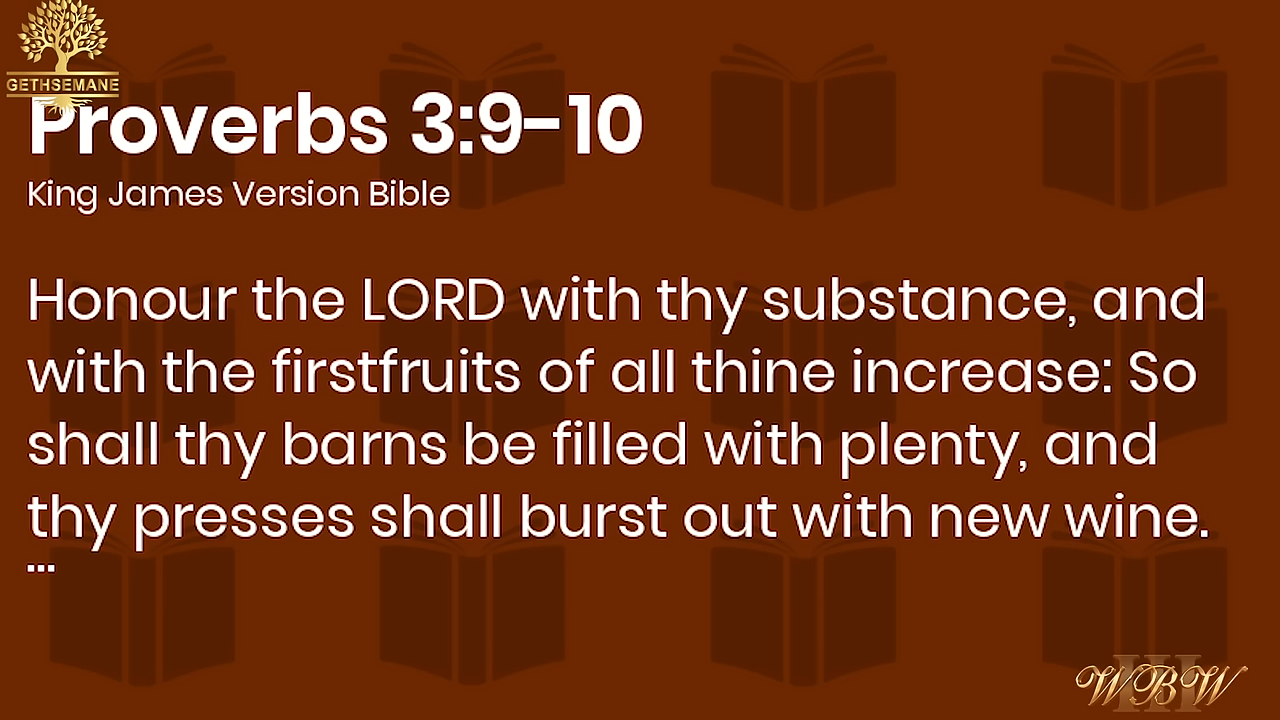 GETHSEMANE
Proverbs 3:9-10
King James Version Bible
Honour the LORD with thy substance, and
with the firstfruits of all thine increase: So
shall thy barns be filled with plenty, and
thy presses shall burst out with new wine.
...
III
WBW